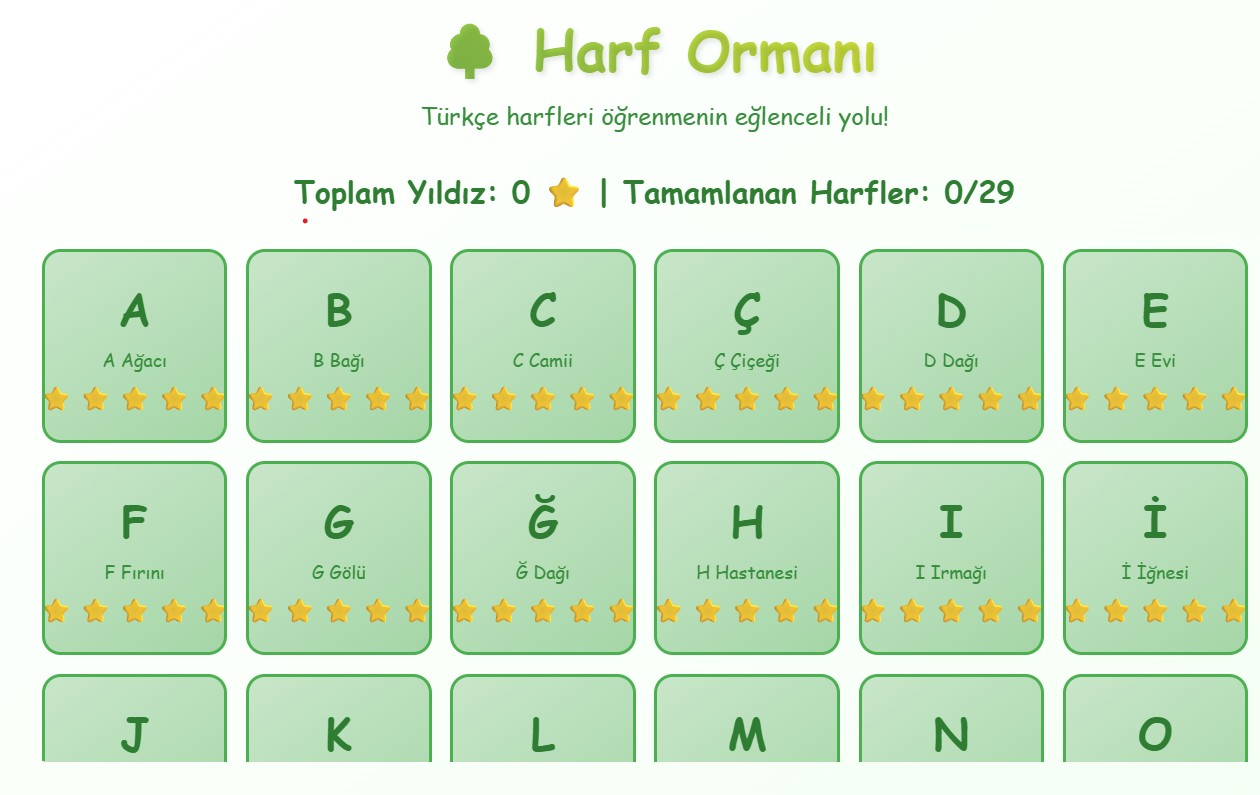 Harf Ormanı
Türkçe harfleri öğrenmenin eğlenceli yolu!
Toplam Yıldız: 0 ⭐ | Tamamlanan Harfler: 0/29
A B C Ç D E
A Ağacı B Bağı C Camii Ç Çiçeği D Dağı E Evi
F G Ğ H I İ
F Fırını G Gölü Ğ Dağı H Hastanesi I Irmağı İ İğnesi
J K L M N O